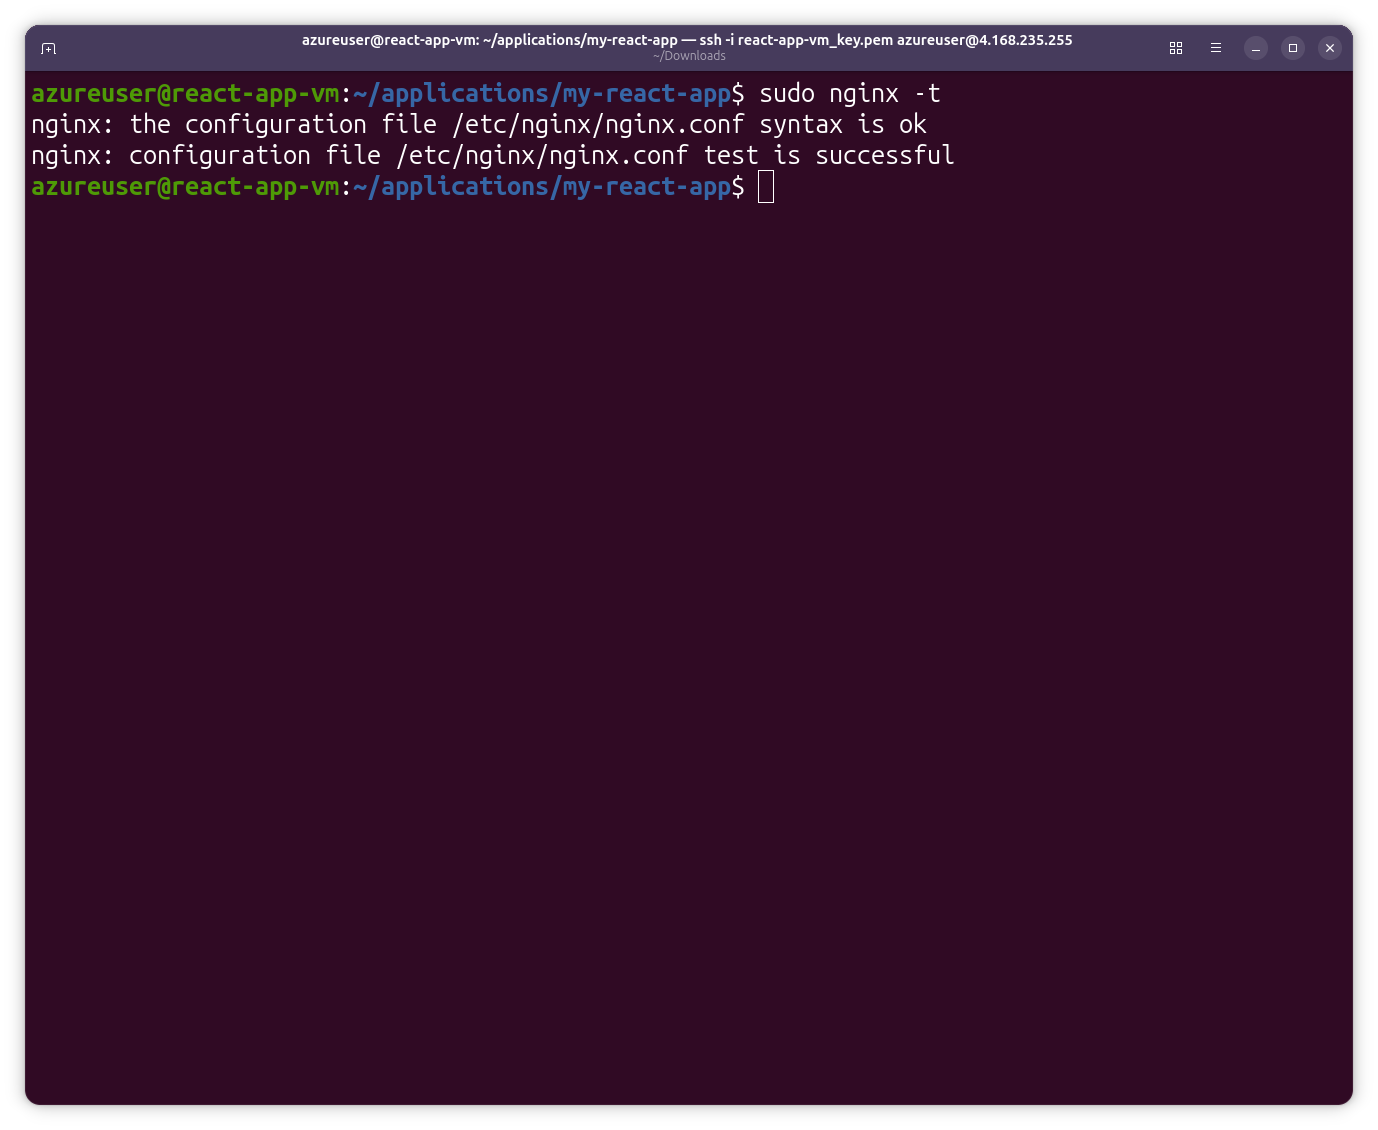 azureuser@react-app-vm: ~/applications/my-react-app — ssh -i react-app-vm_key.pem azureuser@4.168.235.255
~/Downloads
azureuser@react-app-vm:~/applications/my-react-app$ sudo nginx -t
nginx: the configuration file /etc/nginx/nginx.conf syntax is ok
nginx: configuration file /etc/nginx/nginx.conf test is successful
azureuser@react-app-vm:~/applications/my-react-app$